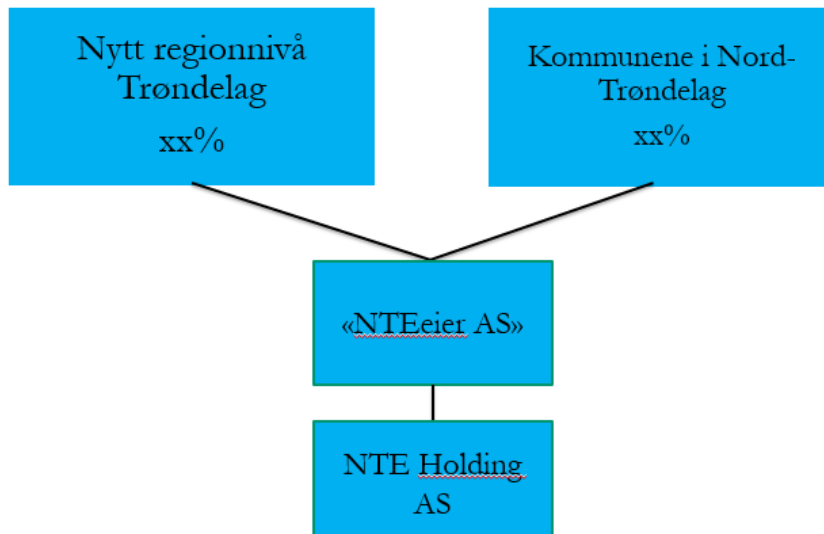 Nytt regionnivå
Trøndelag
xx%
Kommunene i Nord-
Trøndelag
xx%
«NTEeier AS»
NTE Holding
AS